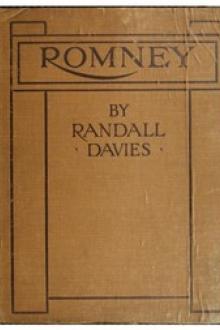 ROMNEY
BY
RANDALL
· DAVIES ·